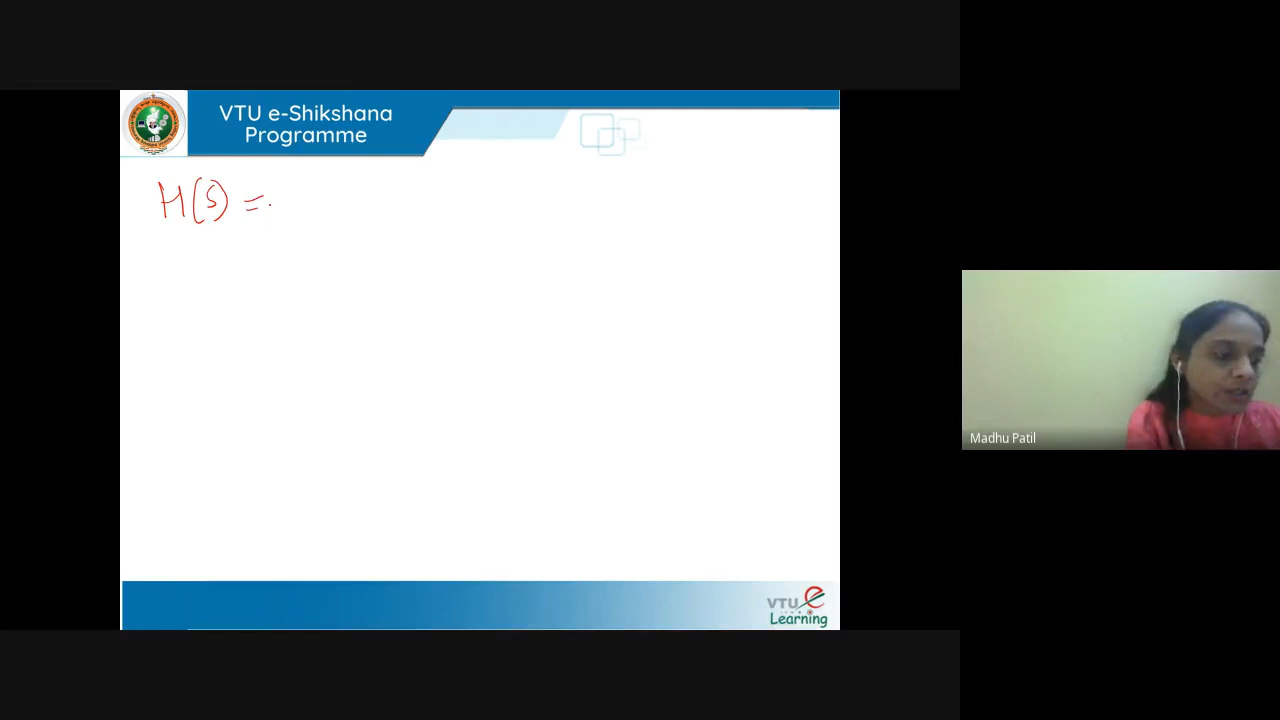 VTU e-Shikshana
Programme
H(s) =
Madhu Patil
VTU e
Learning